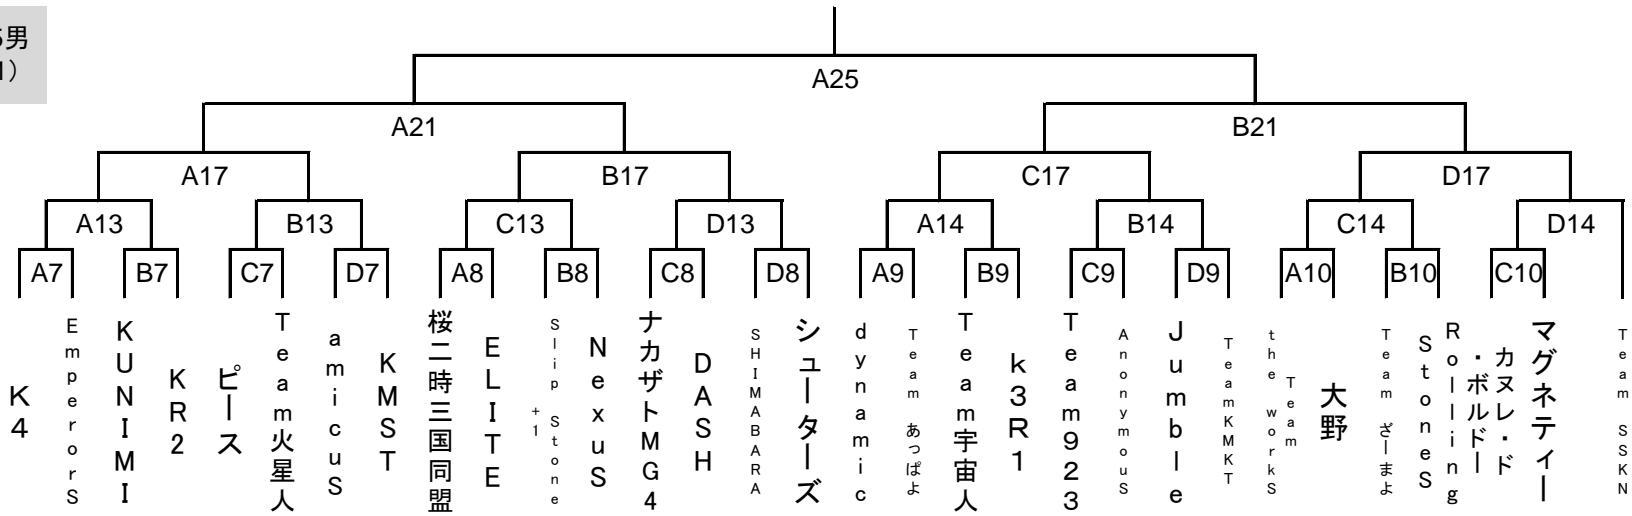 5男
1）
A25
A21
B21
A17
B17
C17
D17
A13
B13
C13
D13
A14
B14
C14
D14
A7
B7
C7
D7
A8
B8
C8
D8
A9
B9
C9
D9
A10
B10
C10
K4
EmperorS
KUNIMI
KR2
ピース
Team火星人
amicuS
KMST
桜二時三国同盟
ELITE
Slip Stone
+1
NexuS
ナカザトMG4
DASH
SHIMABARA
シューターズ
dynamic
Team あっぱよ
Team宇宙人
k3R1
Team923
AnonymouS
Jumble
TeamKMKT
Team
the workS
大野
Team ざーまよ
Rolling
StoneS
カヌレ・ド
・ボルドー
マグネティー
Team SSKN